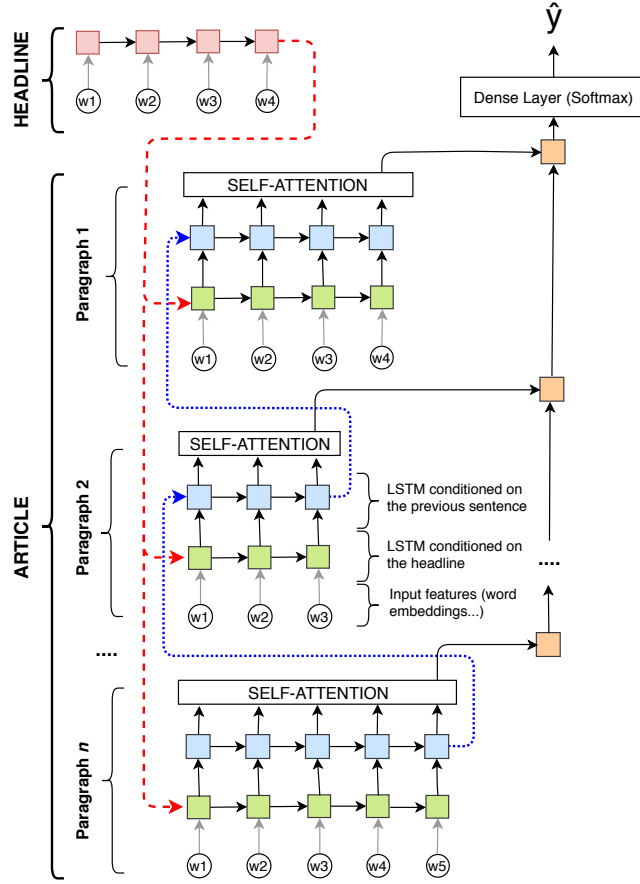 HEADLINE
w1 w2 w3 w4
ŷ
Dense Layer (Softmax)
ARTICLE
Paragraph 1
SELF-ATTENTION
w1 w2 w3 w4
Paragraph 2
SELF-ATTENTION
LSTM conditioned on
the previous sentence
LSTM conditioned on
the headline
Input features (word
embeddings...)
w1 w2 w3
....
....
Paragraph n
SELF-ATTENTION
w1 w2 w3 w4 w5